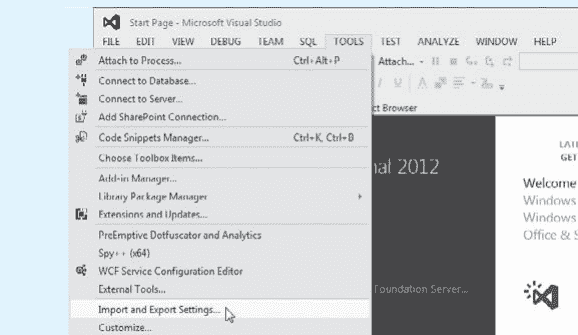 Start Page - Microsoft Visual Studio
FILE EDIT VIEW DEBUG TEAM SQL TOOLS TEST ANALYZE WINDOW HELP
Attach to Process... Ctrl+Alt+P
Attach...
Connect to Database...
Connect to Server...
ct Browser
Add SharePoint Connection...
Code Snippets Manager... Ctrl+K, Ctrl+B
Choose Toolbox Items...
Add-in Manager...
Library Package Manager
Extensions and Updates...
PreEmptive Dotfuscator and Analytics
Spy++ (x64)
WCF Service Configuration Editor
External Tools...
Import and Export Settings...
Customize...
nal 2012
Foundation Server...
GET
Welcome
Windows
Windows
Office & S